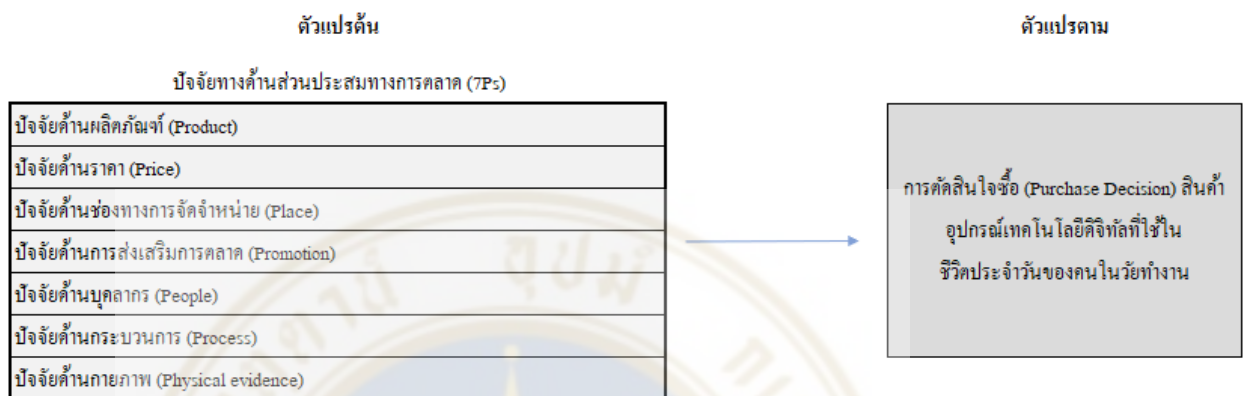 ตัวแปรต้น
ตัวแปรตาม
ปัจจัยทางด้านส่วนประสมทางการตลาด (7Ps)
ปัจจัยด้านผลิตภัณฑ์ (Product)
ปัจจัยด้านราคา (Price)
ปัจจัยด้านช่องทางการจัดจำหน่าย (Place)
ปัจจัยด้านการส่งเสริมการตลาด (Promotion)
ปัจจัยด้านบุคลากร (People)
ปัจจัยด้านกระบวนการ (Process)
ปัจจัยด้านกายภาพ (Physical evidence)
การตัดสินใจซื้อ (Purchase Decision) สินค้า
อุปกรณ์เทคโนโลยีดิจิทัลที่ใช้ใน
ชีวิตประจำวันของคนในวัยทำงาน